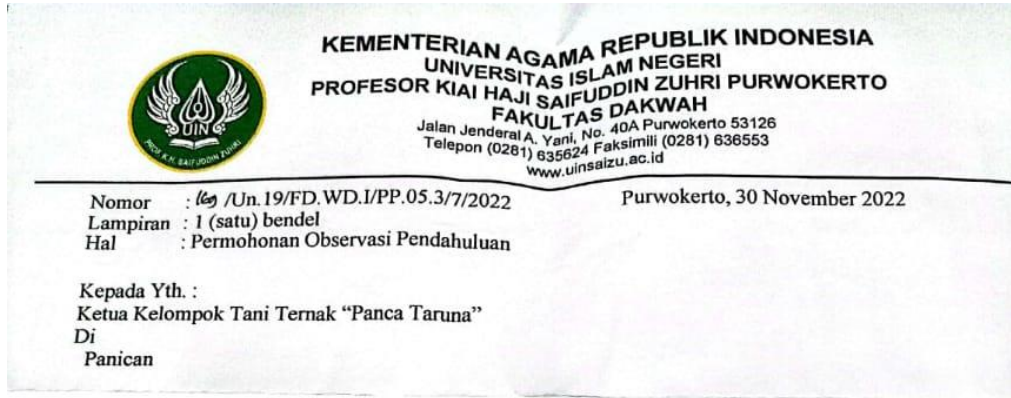 KEMENTERIAN AGAMA REPUBLIK INDONESIA
UNIVERSITAS ISLAM NEGERI
PROFESOR KIAI HAJI SAIFUDDIN ZUHRI PURWOKERTO
FAKULTAS DAKWAH
Jalan Jenderal A. Yani, No. 40A Purwokerto 53126
Telepon (0281) 635624 Faksimili (0281) 636553
www.uinsaizu.ac.id
UIN
PROF. K.H. SAIFUDDIN ZUHRI
Nomor : /Un.19/FD.WD.I/PP.05.3/7/2022 Purwokerto, 30 November 2022
Lampiran : 1 (satu) bendel
Hal : Permohonan Observasi Pendahuluan
Kepada Yth. :
Ketua Kelompok Tani Ternak “Panca Taruna”
Di
Panican